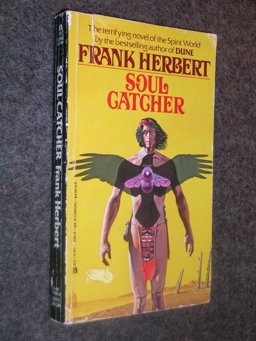 The terrifying novel of the Spirit World
by the bestselling author of DUNE
FRANK HERBERT
SOUL
CATCHER
SOUL CATCHER Frank Herbert